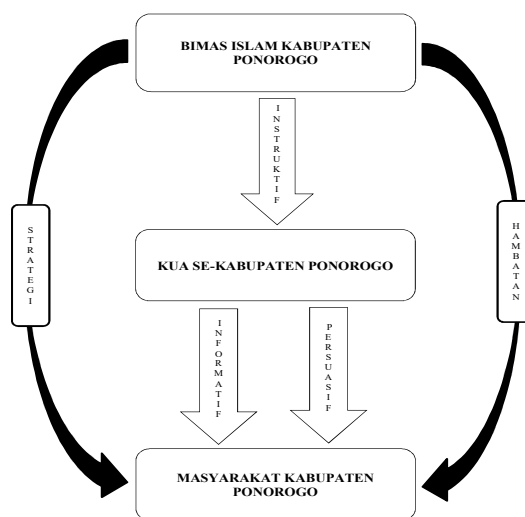 BIMAS ISLAM KABUPATEN
PONOROGO
INSTRUKTIF
STRATEGI
HAMBATAN
KUA SE-KABUPATEN PONOROGO
INFORMATIF
PERSUASIF
MASYARAKAT KABUPATEN
PONOROGO